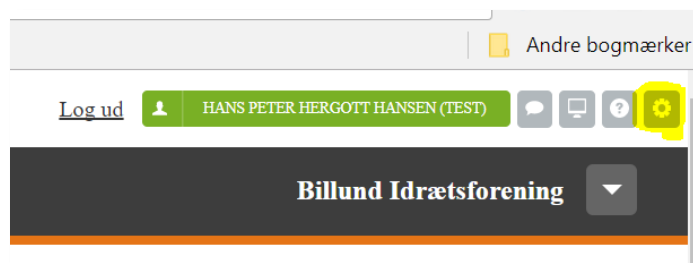 Andre bogmærker
Log ud HANS PETER HERGOTT HANSEN (TEST) ?
Billund Idrætsforening